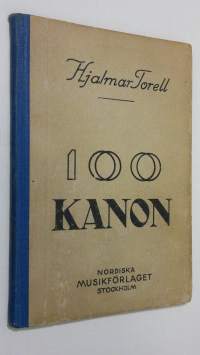 Hjalmar Torell
100
KANON
NORDISKA
MUSIKFÖRLAGET
STOCKHOLM